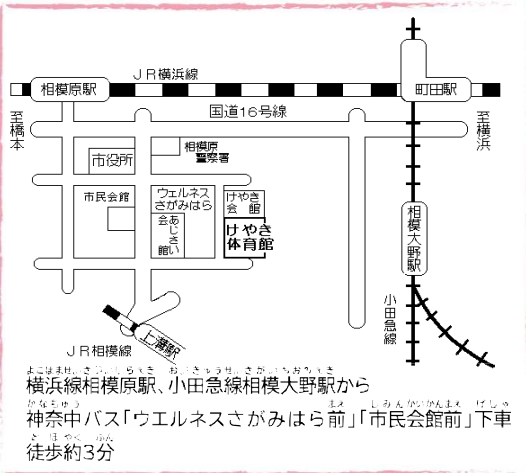 JR横浜線
相模原駅
町田駅
国道16号線
至橋本
至横浜
市役所
相模原
警察署
市民会館
ウェルネス
さがみはら
あじさい
会館
けやき
会館
けやき
体育館
相模大野駅
小田急線
上溝駅
JR相模線
横浜線相模原駅、小田急線相模大野駅から
神奈中バス「ウエルネスさがみはら前」「市民会館前」下車
徒歩約3分